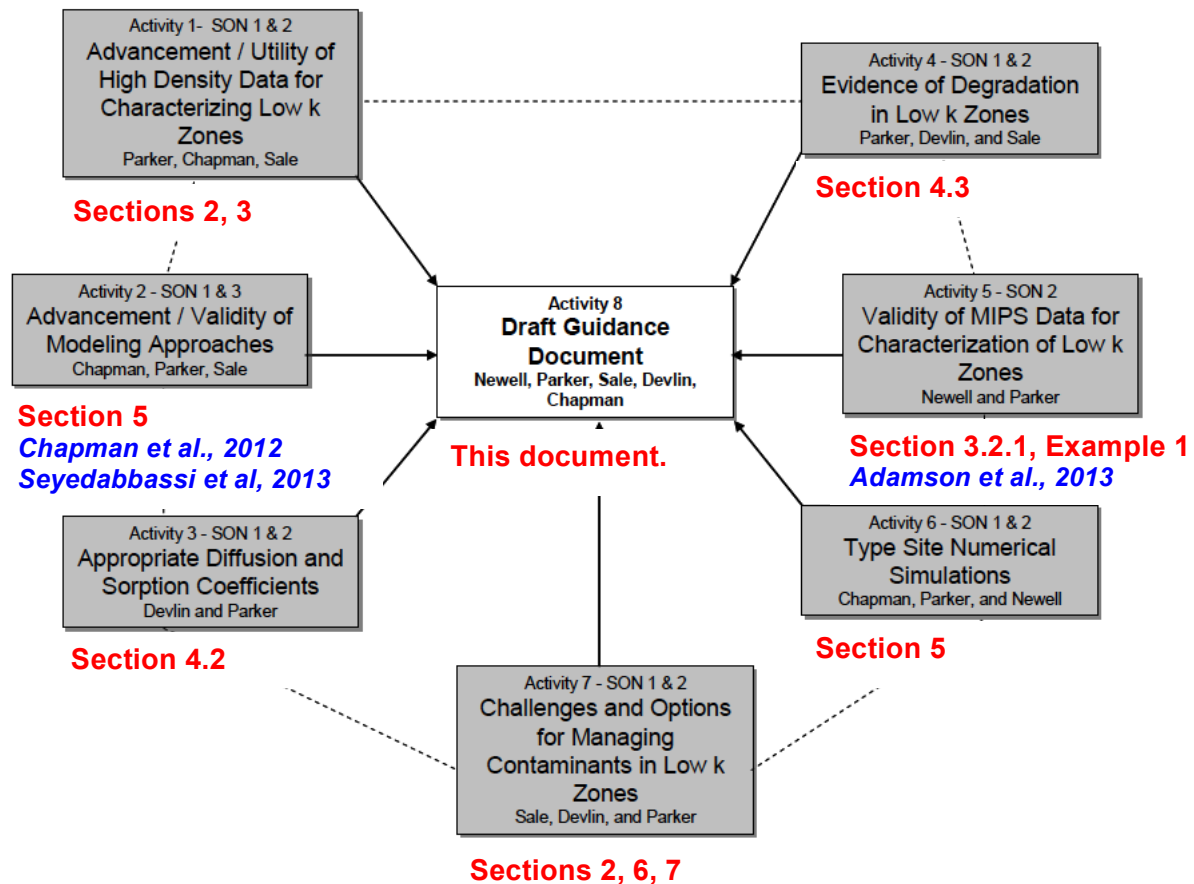 Activity 1- SON 1 & 2
Advancement / Utility of
High Density Data for
Characterizing Low k
Zones
Parker, Chapman, Sale
Sections 2, 3
Activity 4 - SON 1 & 2
Evidence of Degradation
in Low k Zones
Parker, Devlin, and Sale
Section 4.3
Activity 2 - SON 1 & 3
Advancement / Validity of
Modeling Approaches
Chapman, Parker, Sale
Section 5
Chapman et al., 2012
Seyedabbassi et al, 2013
Activity 8
Draft Guidance
Document
Newell, Parker, Sale, Devlin,
Chapman
This document.
Activity 5 - SON 2
Validity of MIPS Data for
Characterization of Low k
Zones
Newell and Parker
Section 3.2.1, Example 1
Adamson et al., 2013
Activity 3 - SON 1 & 2
Appropriate Diffusion and
Sorption Coefficients
Devlin and Parker
Section 4.2
Activity 6 - SON 1 & 2
Type Site Numerical
Simulations
Chapman, Parker, and Newell
Section 5
Activity 7 - SON 1 & 2
Challenges and Options
for Managing
Contaminants in Low k
Zones
Sale, Devlin, and Parker
Sections 2, 6, 7